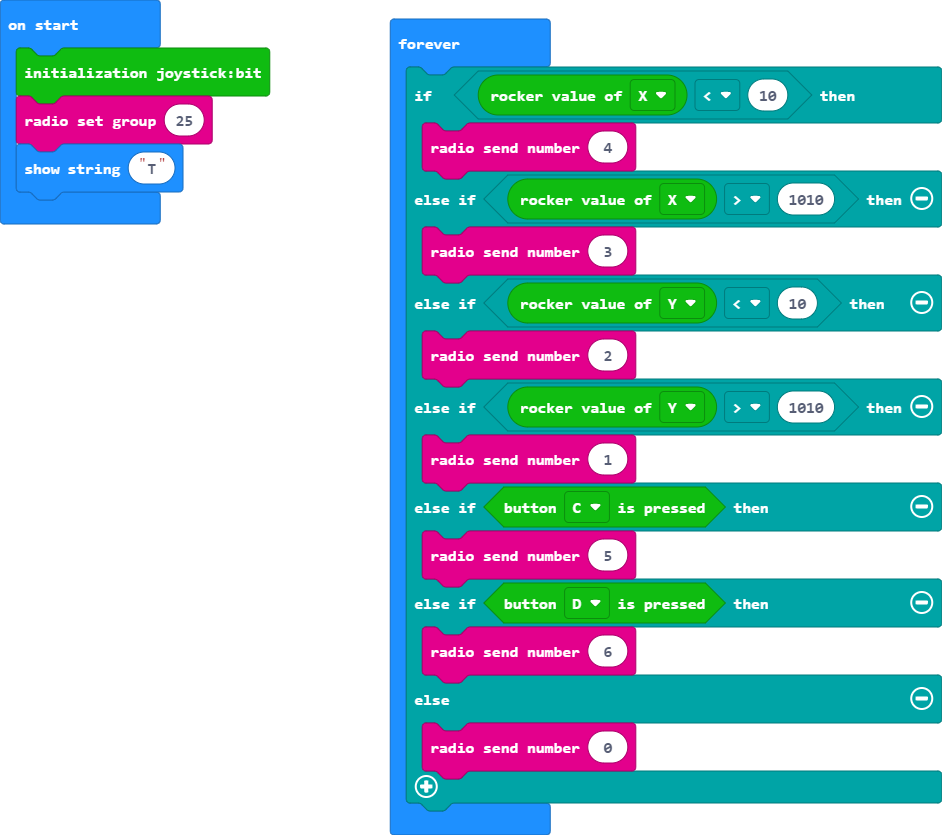 on start
initialization joystick:bit
radio set group 25
show string "T"
forever
if rocker value of X < 10 then
radio send number 4
else if rocker value of X > 1010 then
radio send number 3
else if rocker value of Y < 10 then
radio send number 2
else if rocker value of Y > 1010 then
radio send number 1
else if button C is pressed then
radio send number 5
else if button D is pressed then
radio send number 6
else
radio send number 0